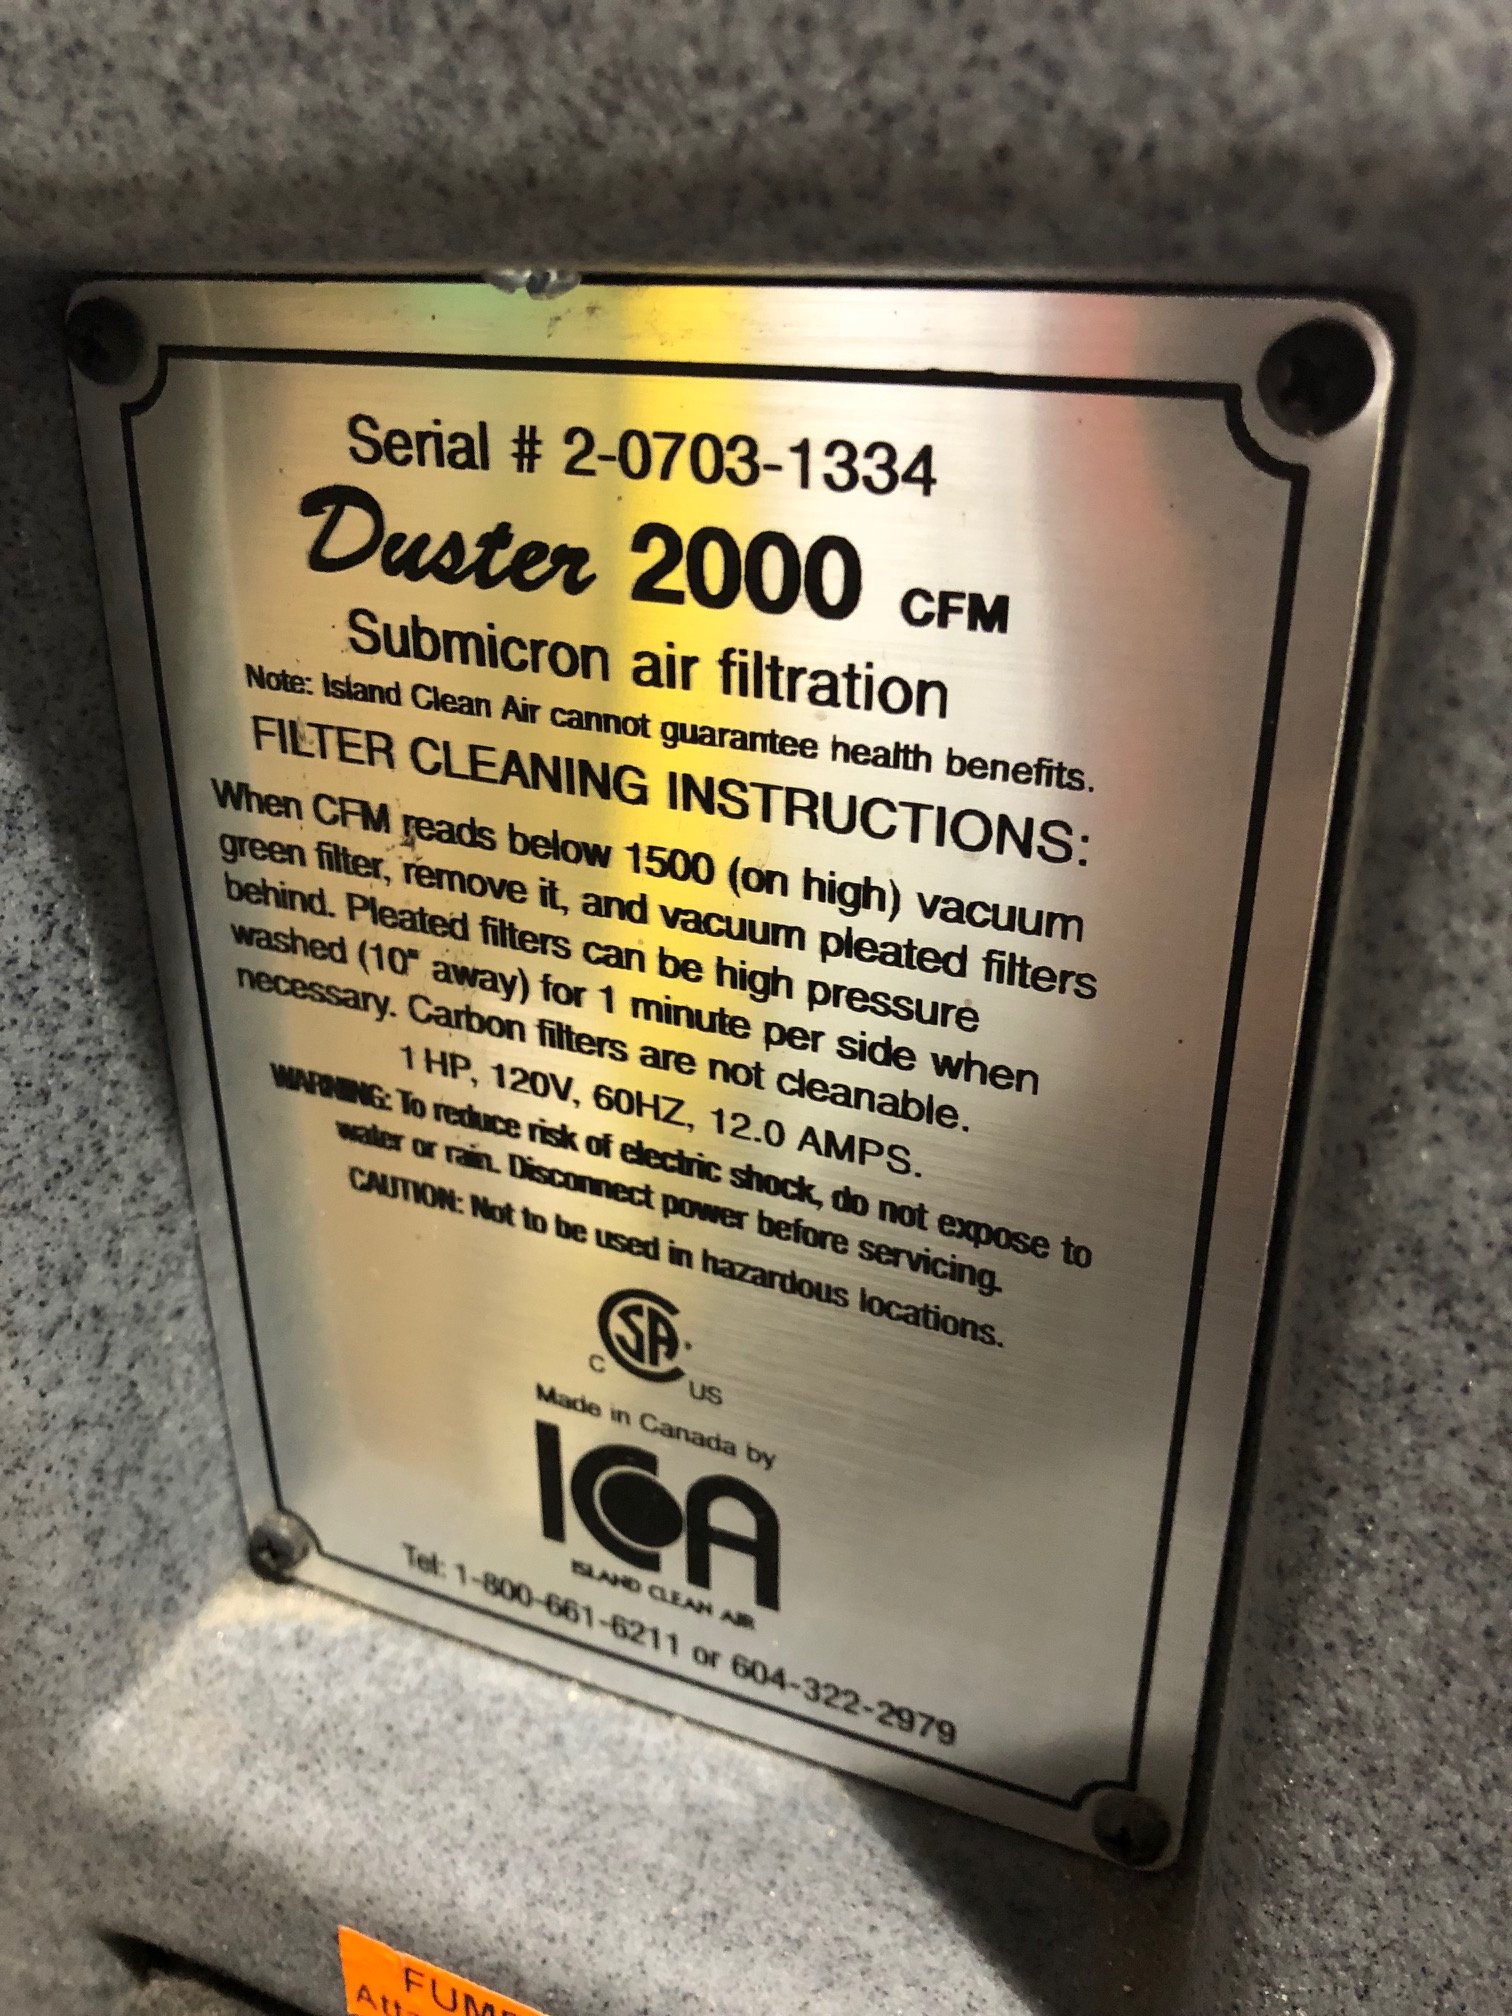 Serial # 2-0703-1334
Duster 2000 CFM
Submicron air filtration
Note: Island Clean Air cannot guarantee health benefits.
FILTER CLEANING INSTRUCTIONS:
When CFM reads below 1500 (on high) vacuum
green filter, remove it, and vacuum pleated filters
behind. Pleated filters can be high pressure
washed (10" away) for 1 minute per side when
necessary. Carbon filters are not cleanable.
1 HP, 120V, 60HZ, 12.0 AMPS.
WARNING: To reduce risk of electric shock, do not expose to
water or rain. Disconnect power before servicing.
CAUTION: Not to be used in hazardous locations.
C SA US
Made in Canada by
ICA
ISLAND CLEAN AIR
Tel: 1-800-661-6211 or 604-322-2979